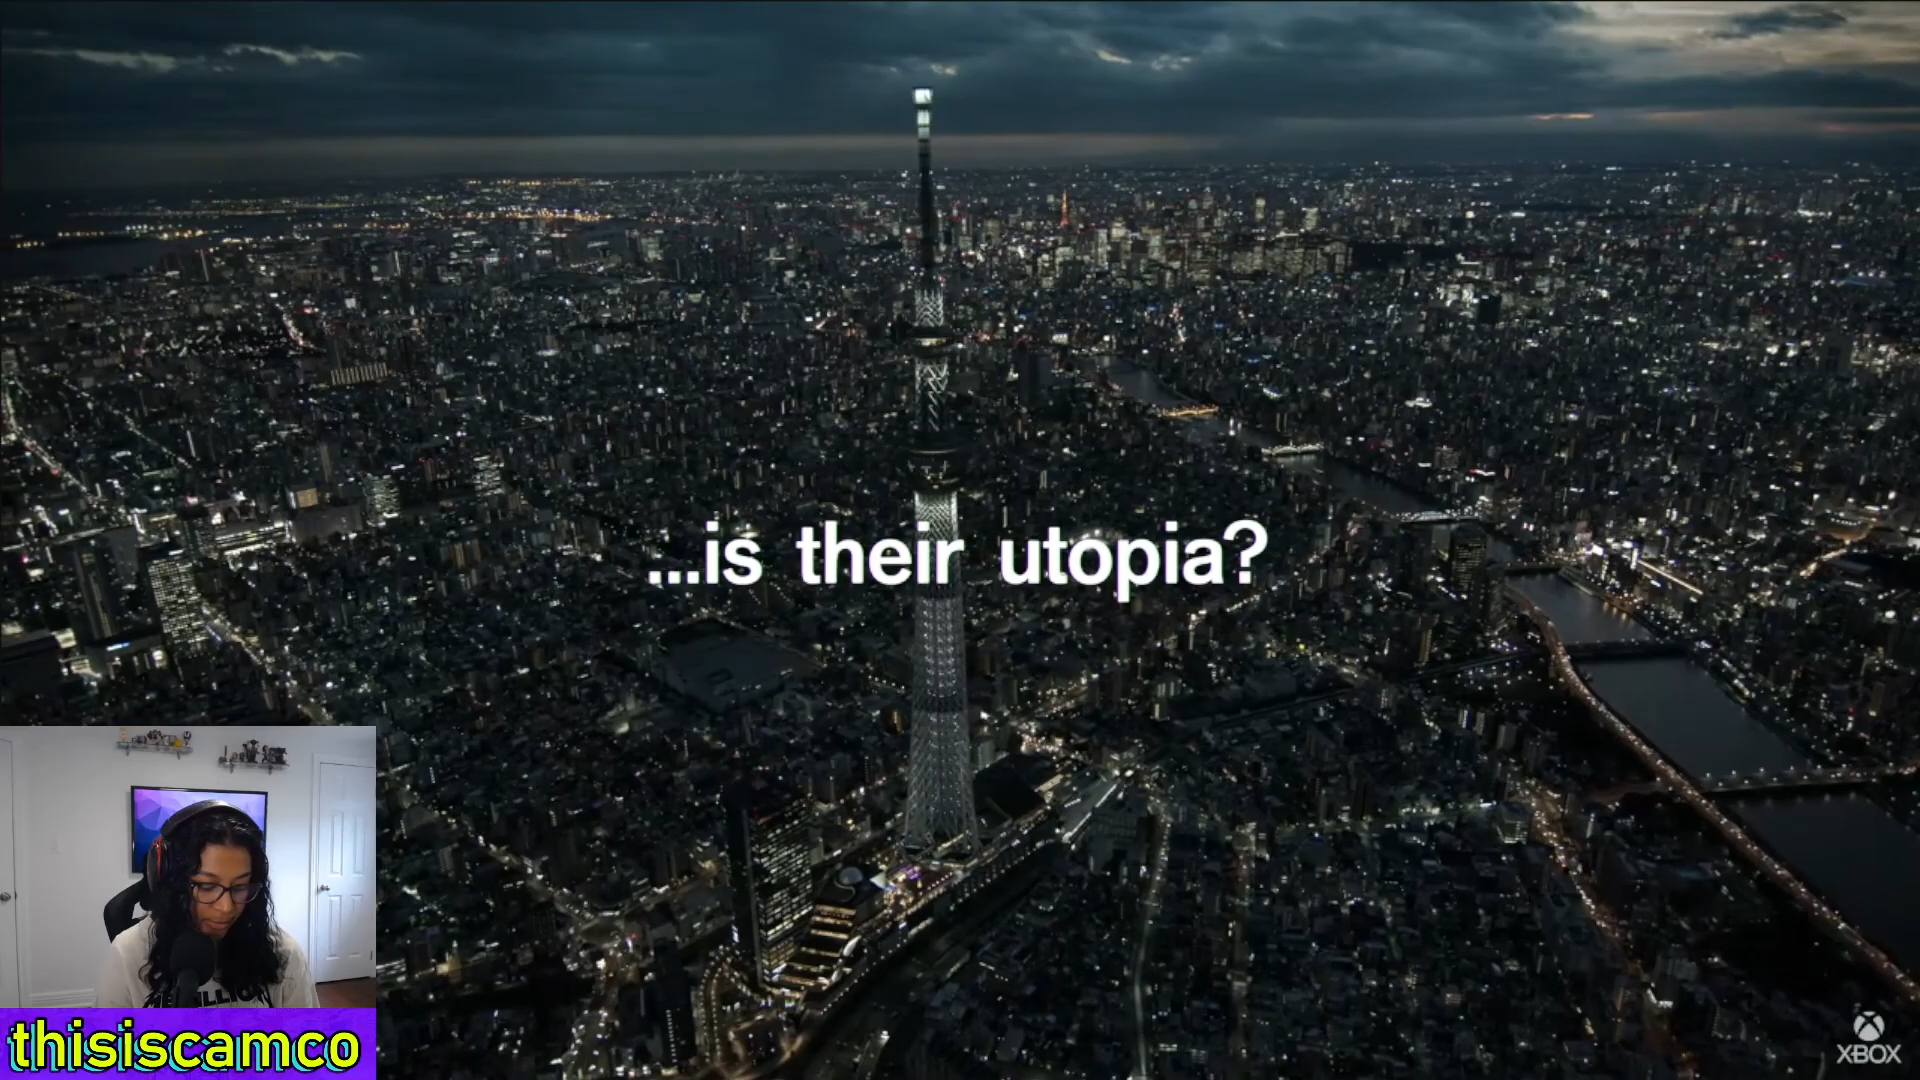 ...is their utopia?
thisiscamco
XBOX